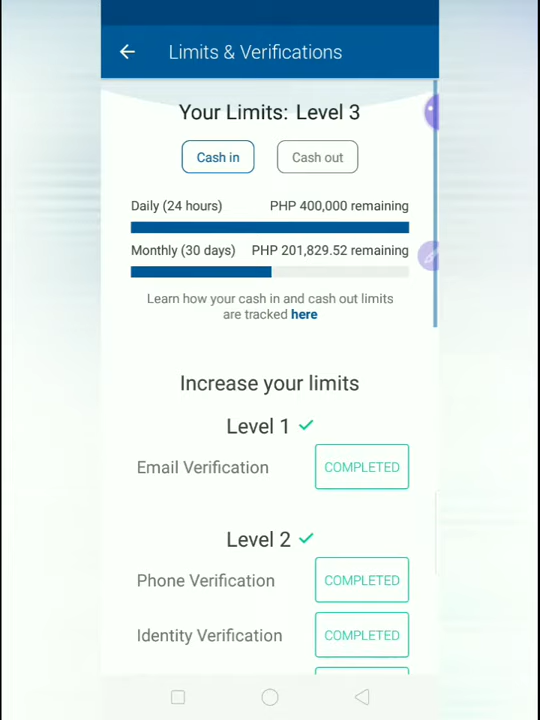 Limits & Verifications
Your Limits: Level 3
Cash in
Cash out
Daily (24 hours) PHP 400,000 remaining
Monthly (30 days) PHP 201,829.52 remaining
Learn how your cash in and cash out limits
are tracked here
Increase your limits
Level 1
Email Verification COMPLETED
Level 2
Phone Verification COMPLETED
Identity Verification COMPLETED